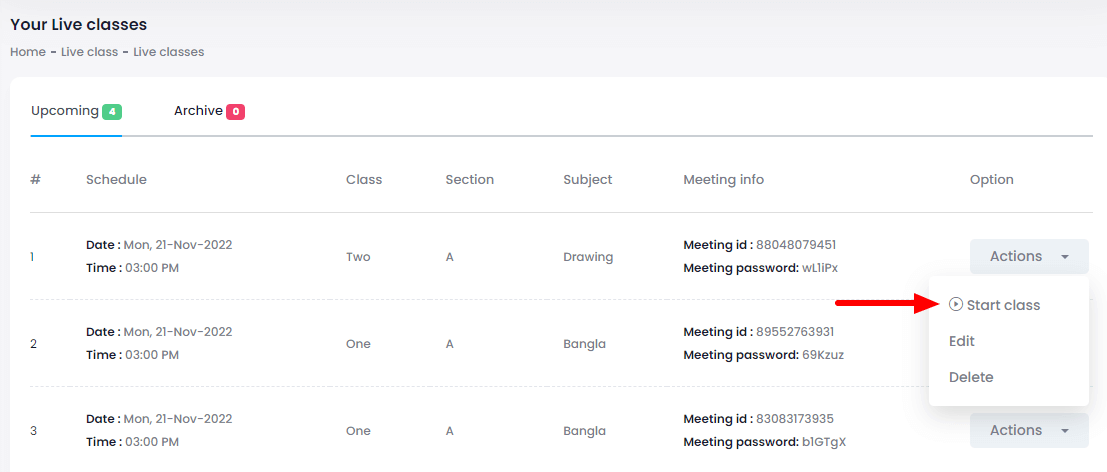 Your Live classes
Home - Live class - Live classes
Upcoming 4 Archive 0
# Schedule Class Section Subject Meeting info Option
Date : Mon, 21-Nov-2022 Meeting id : 88048079451
1 Two A Drawing Actions
Time : 03:00 PM Meeting password: wL1iPx
Start class
Date : Mon, 21-Nov-2022 Meeting id : 89552763931
2 One A Bangla Edit
Time : 03:00 PM Meeting password: 69Kzuz
Delete
Date : Mon, 21-Nov-2022 Meeting id : 83083173935
3 One A Bangla Actions
Time : 03:00 PM Meeting password: b1GTgX